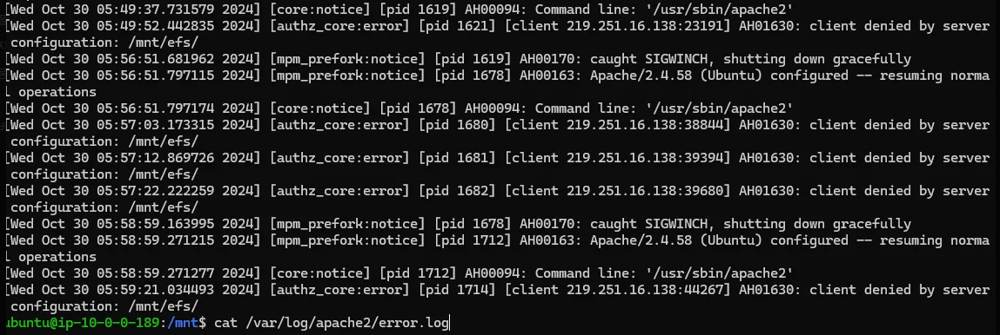 [Wed Oct 30 05:49:37.731579 2024] [core:notice] [pid 1619] AH00094: Command line: '/usr/sbin/apache2'
[Wed Oct 30 05:49:52.442835 2024] [authz_core:error] [pid 1621] [client 219.251.16.138:23191] AH01630: client denied by server
 configuration: /mnt/efs/
[Wed Oct 30 05:56:51.681962 2024] [mpm_prefork:notice] [pid 1619] AH00170: caught SIGWINCH, shutting down gracefully
[Wed Oct 30 05:56:51.797115 2024] [mpm_prefork:notice] [pid 1678] AH00163: Apache/2.4.58 (Ubuntu) configured -- resuming norma
l operations
[Wed Oct 30 05:56:51.797174 2024] [core:notice] [pid 1678] AH00094: Command line: '/usr/sbin/apache2'
[Wed Oct 30 05:57:03.173315 2024] [authz_core:error] [pid 1680] [client 219.251.16.138:38844] AH01630: client denied by server
 configuration: /mnt/efs/
[Wed Oct 30 05:57:12.869726 2024] [authz_core:error] [pid 1681] [client 219.251.16.138:39394] AH01630: client denied by server
 configuration: /mnt/efs/
[Wed Oct 30 05:57:22.222259 2024] [authz_core:error] [pid 1682] [client 219.251.16.138:39680] AH01630: client denied by server
 configuration: /mnt/efs/
[Wed Oct 30 05:58:59.163995 2024] [mpm_prefork:notice] [pid 1678] AH00170: caught SIGWINCH, shutting down gracefully
[Wed Oct 30 05:58:59.271215 2024] [mpm_prefork:notice] [pid 1712] AH00163: Apache/2.4.58 (Ubuntu) configured -- resuming norma
l operations
[Wed Oct 30 05:58:59.271277 2024] [core:notice] [pid 1712] AH00094: Command line: '/usr/sbin/apache2'
[Wed Oct 30 05:59:21.034493 2024] [authz_core:error] [pid 1714] [client 219.251.16.138:44267] AH01630: client denied by server
 configuration: /mnt/efs/
ubuntu@ip-10-0-0-189:/mnt$ cat /var/log/apache2/error.log